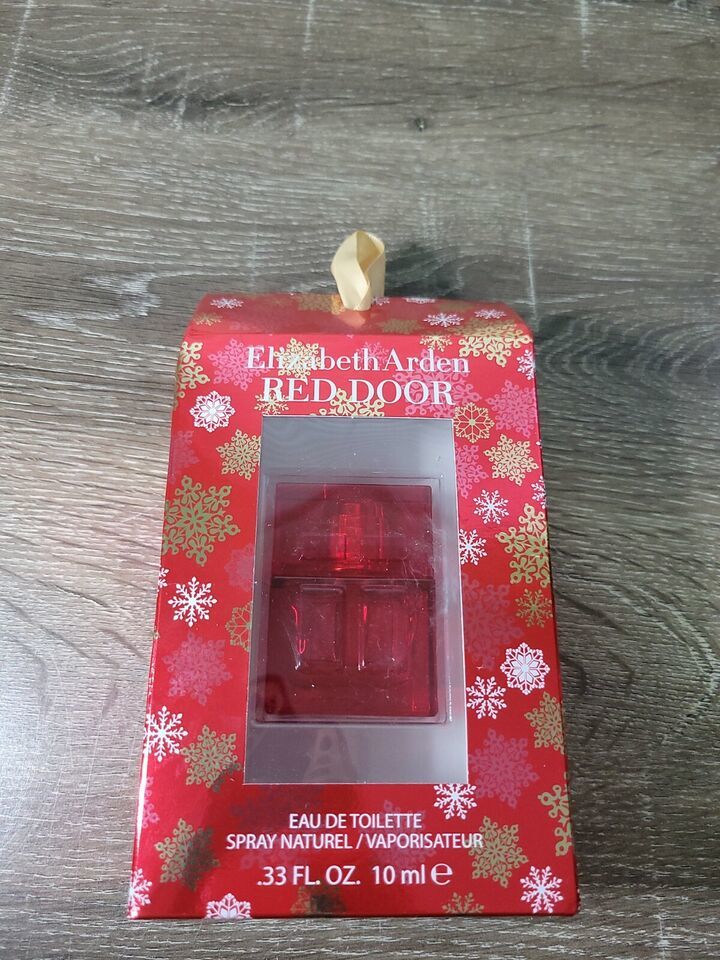 Elizabeth Arden
RED DOOR
EAU DE TOILETTE
SPRAY NATUREL / VAPORISATEUR
.33 FL. OZ. 10 ml ℮